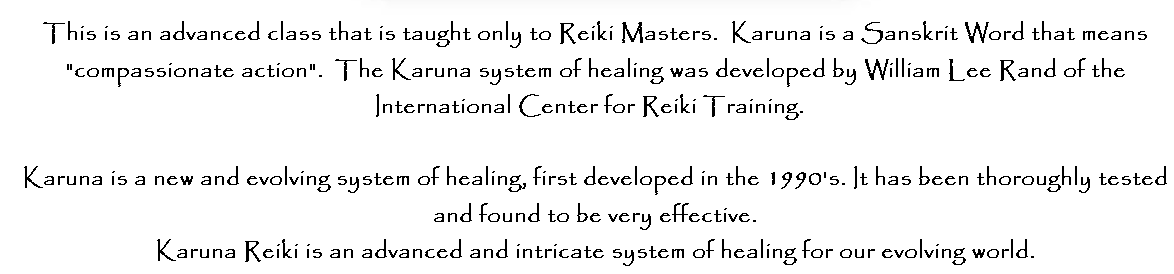 This is an advanced class that is taught only to Reiki Masters. Karuna is a Sanskrit Word that means
"compassionate action". The Karuna system of healing was developed by William Lee Rand of the
International Center for Reiki Training.
Karuna is a new and evolving system of healing, first developed in the 1990's. It has been thoroughly tested
and found to be very effective.
Karuna Reiki is an advanced and intricate system of healing for our evolving world.